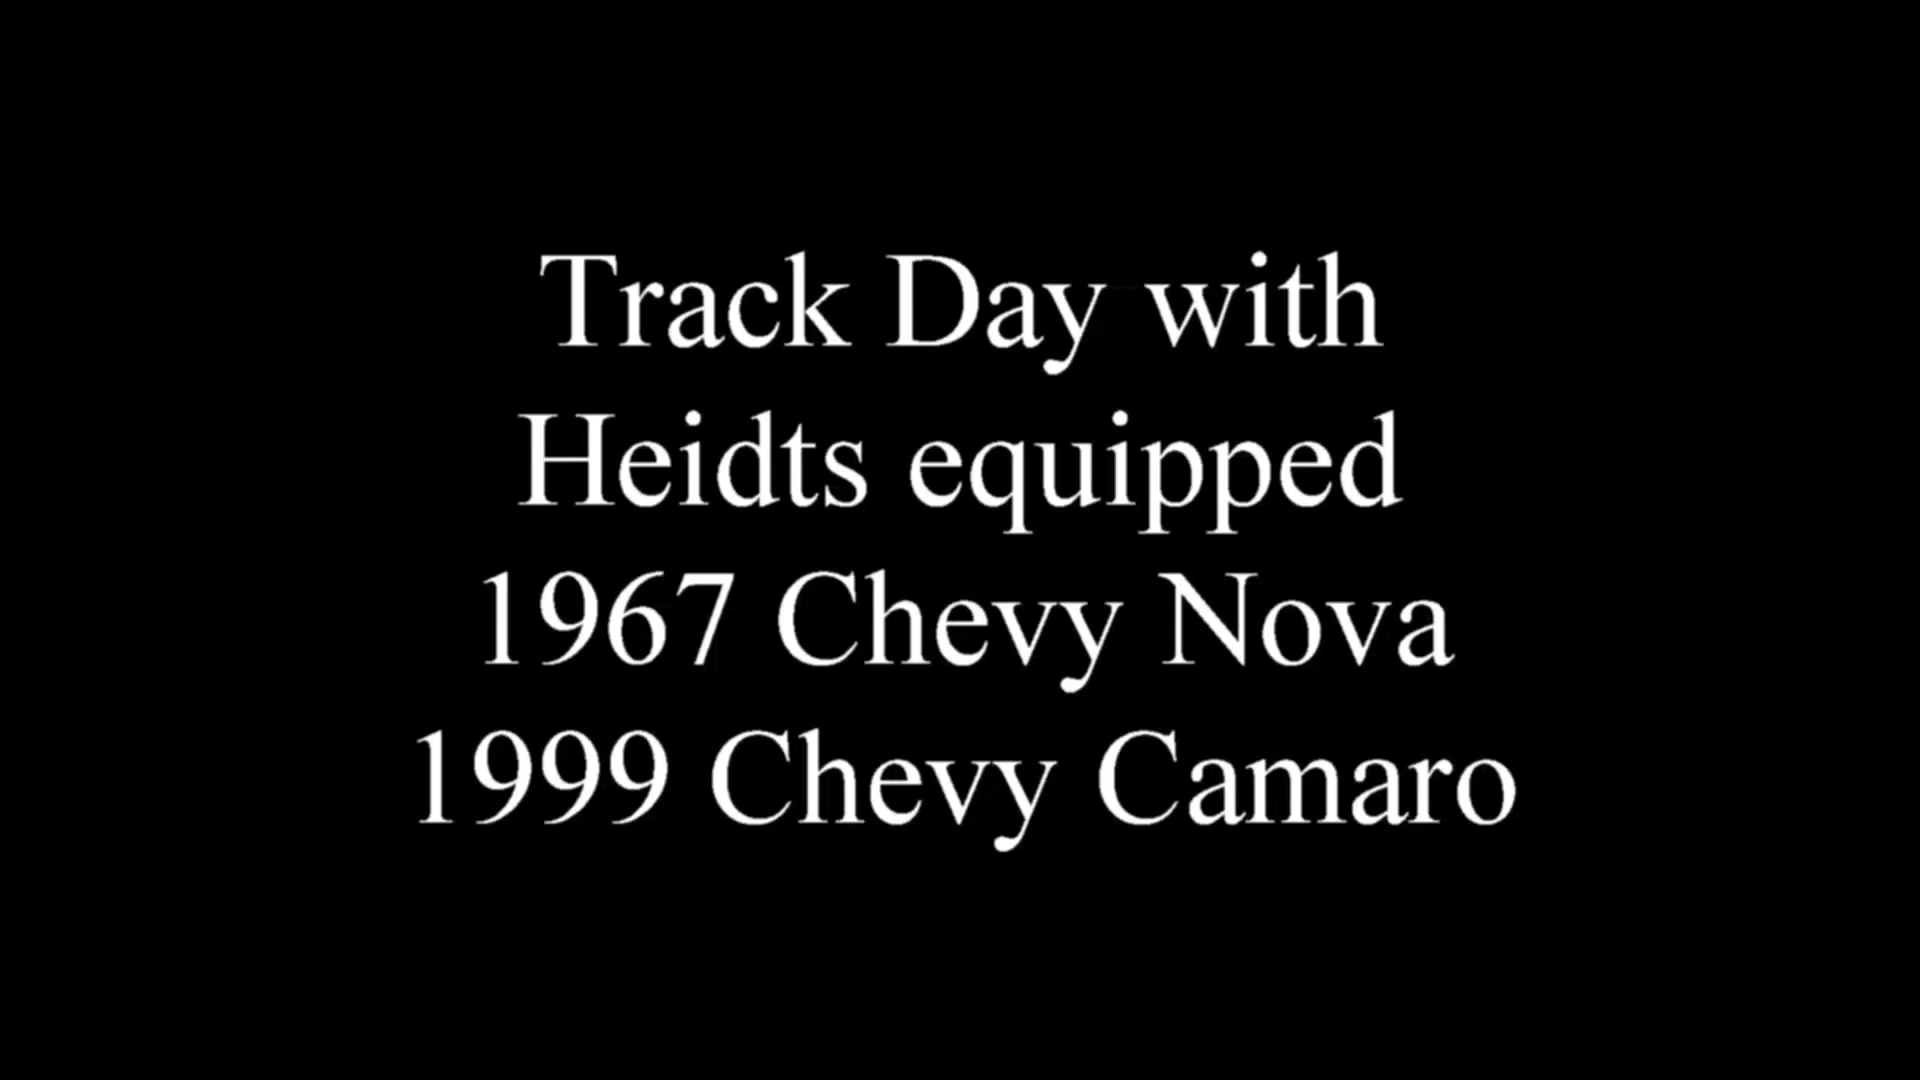 Track Day with
Heidts equipped
1967 Chevy Nova
1999 Chevy Camaro